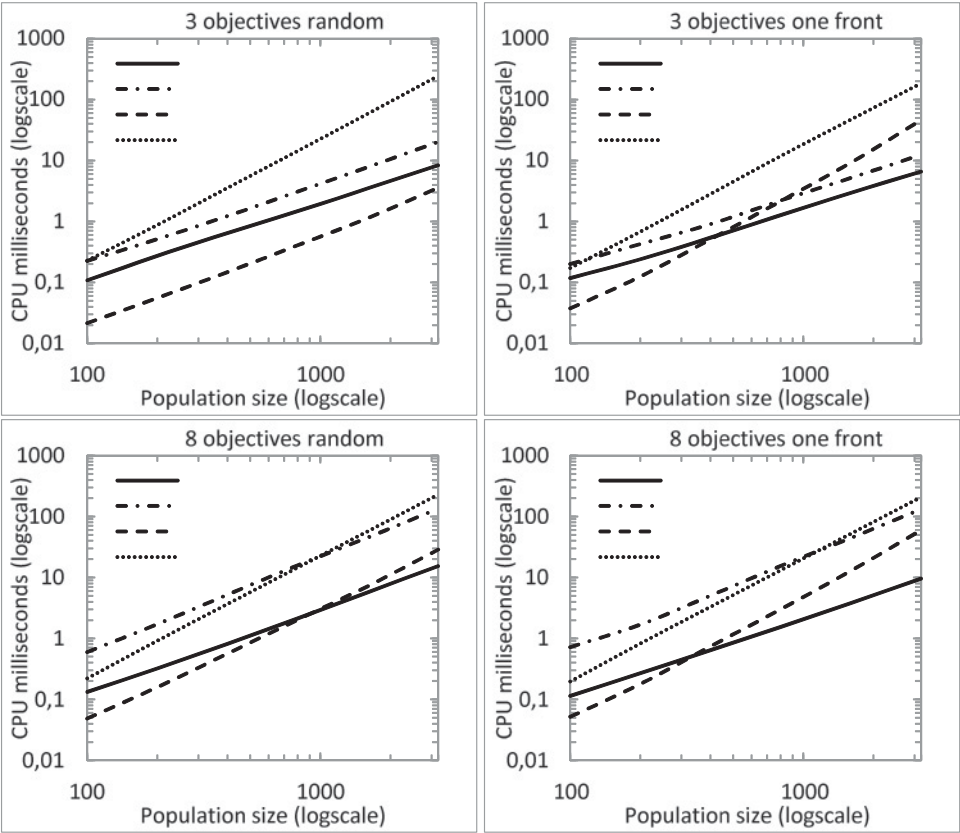 3 objectives random
CPU milliseconds (logscale)
1000
100
10
1
0,1
0,01
100
1000
Population size (logscale)
3 objectives one front
CPU milliseconds (logscale)
1000
100
10
1
0,1
0,01
100
1000
Population size (logscale)
8 objectives random
CPU milliseconds (logscale)
1000
100
10
1
0,1
0,01
100
1000
Population size (logscale)
8 objectives one front
CPU milliseconds (logscale)
1000
100
10
1
0,1
0,01
100
1000
Population size (logscale)